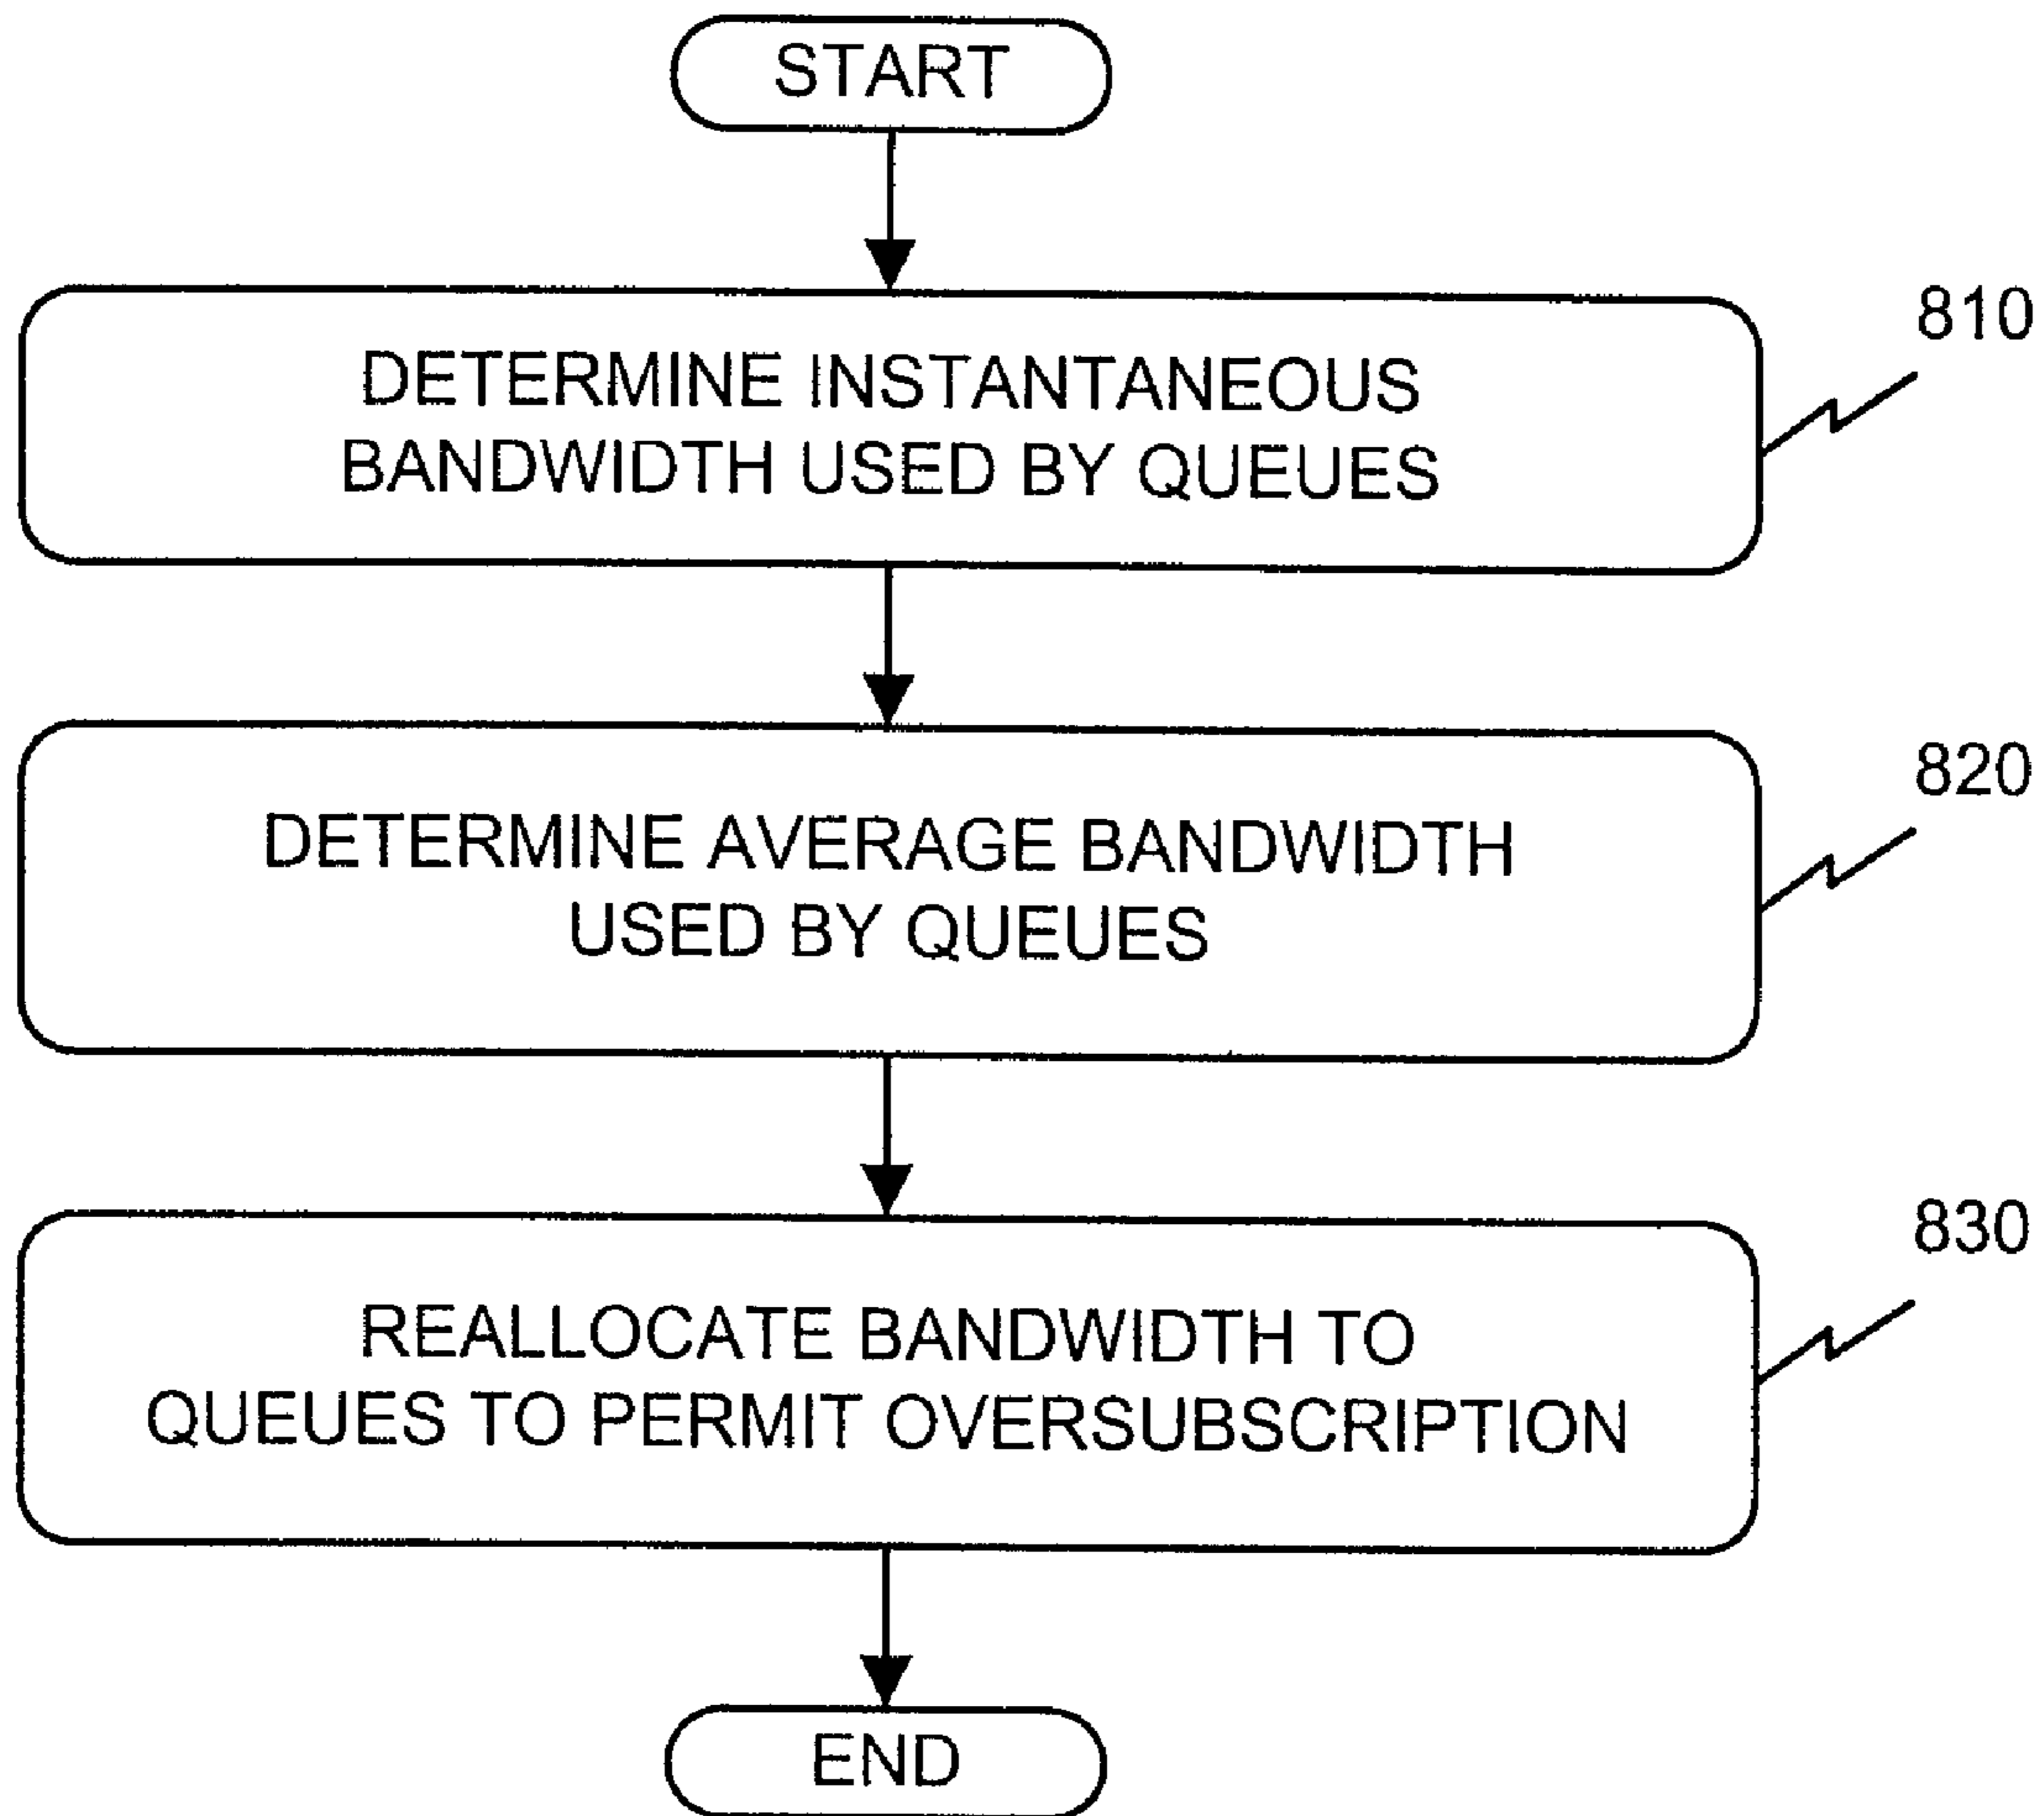 START
810
DETERMINE INSTANTANEOUS
BANDWIDTH USED BY QUEUES
820
DETERMINE AVERAGE BANDWIDTH
USED BY QUEUES
830
REALLOCATE BANDWIDTH TO
QUEUES TO PERMIT OVERSUBSCRIPTION
END